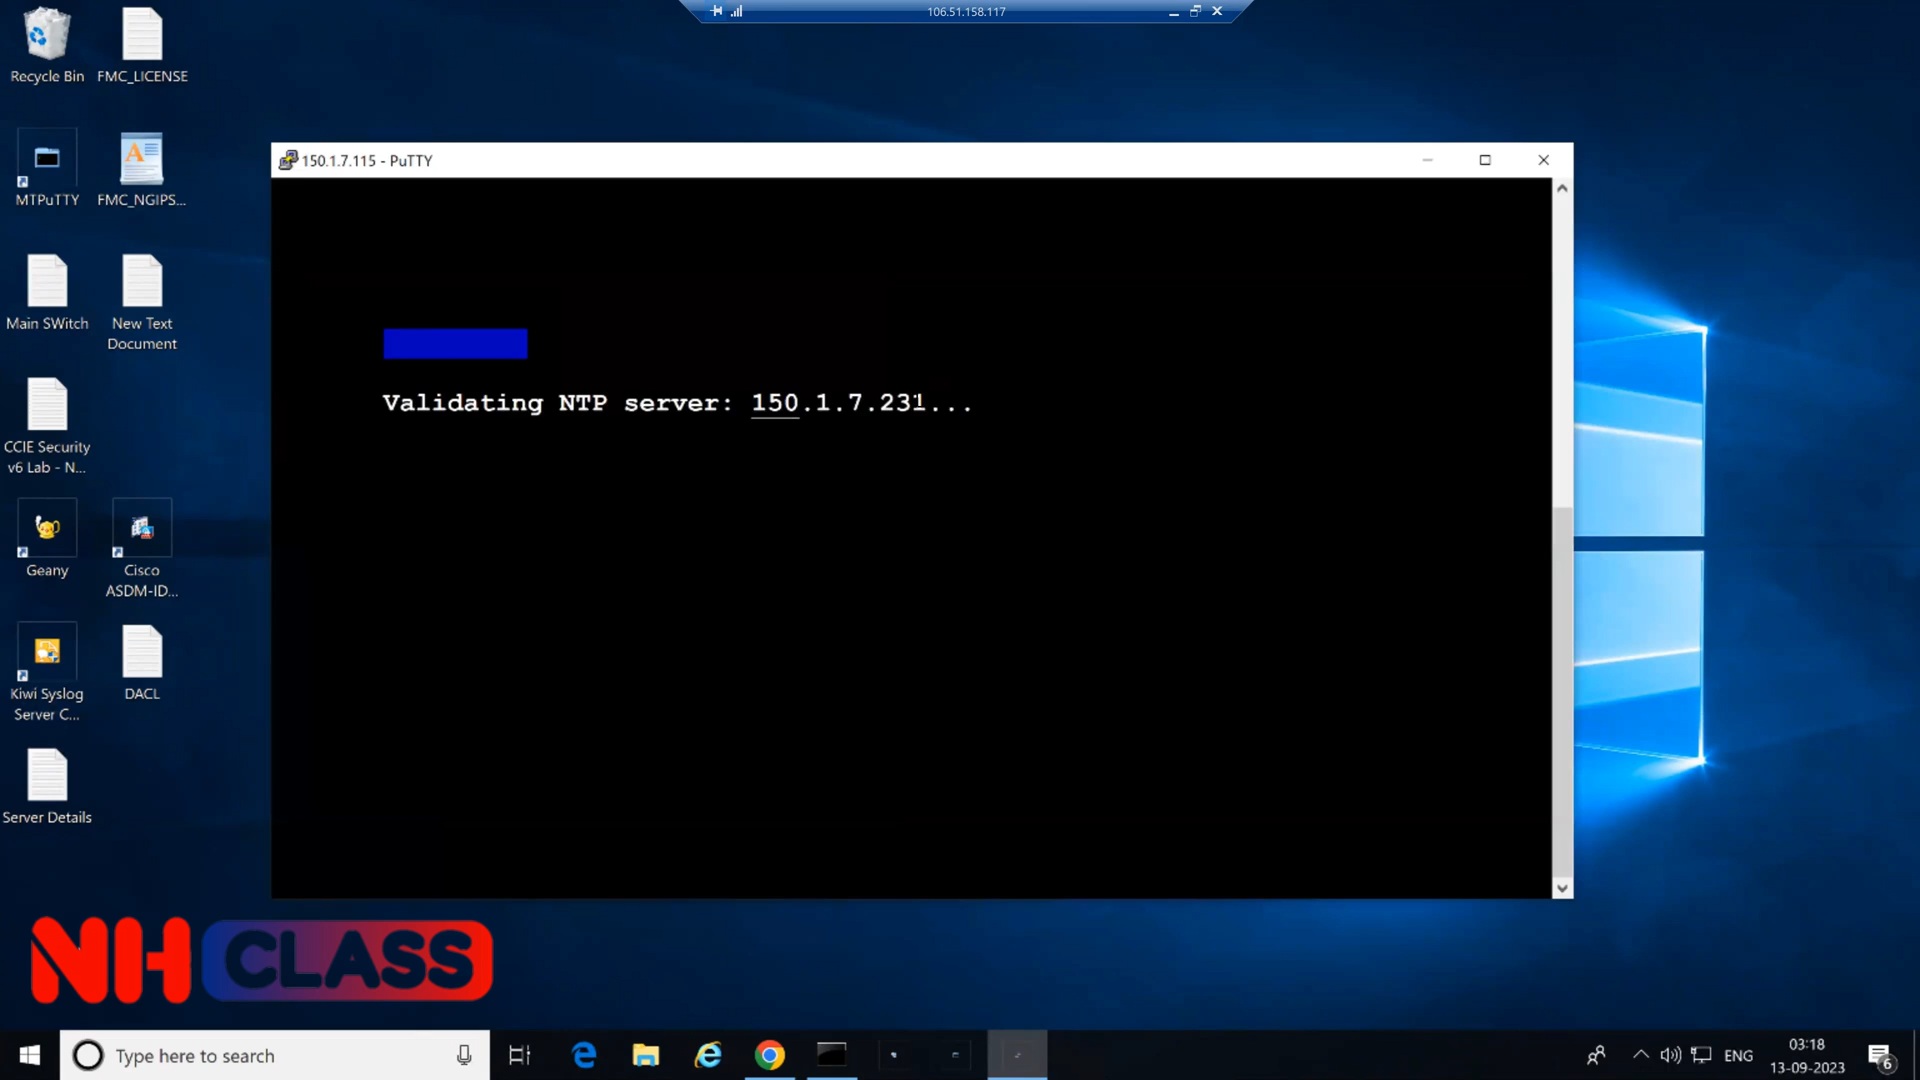 106.51.158.117
Recycle Bin
FMC_LICENSE
MTPuTTY
FMC_NGIPS...
Main SWitch
New Text
Document
CCIE Security
v6 Lab - N...
Geany
Cisco
ASDM-ID...
Kiwi Syslog
Server C...
DACL
Server Details
150.1.7.115 - PuTTY
Validating NTP server: 150.1.7.231...
NH CLASS
Type here to search
ENG
03:18
13-09-2023
6